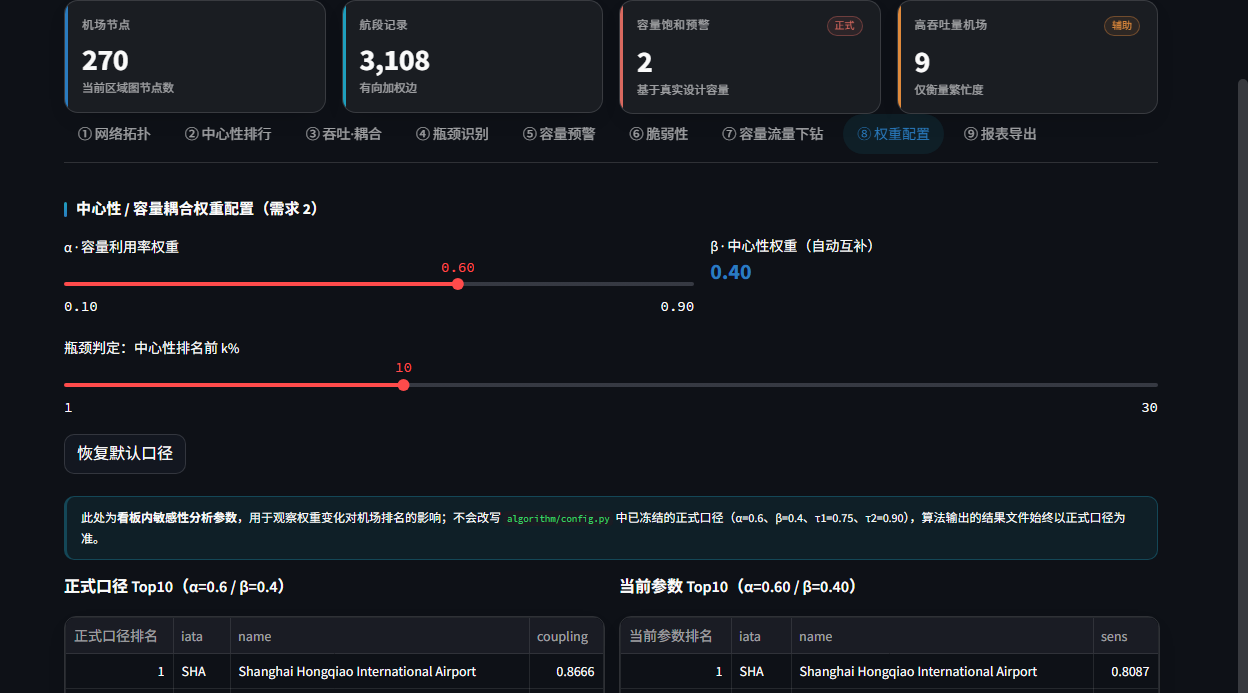 机场节点
270
当前区域图节点数
航段记录
3,108
有向加权边
容量饱和预警 正式
2
基于真实设计容量
高吞吐量机场 辅助
9
仅衡量繁忙度
①网络拓扑 ②中心性排行 ③吞吐·耦合 ④瓶颈识别 ⑤容量预警 ⑥脆弱性 ⑦容量流量下钻 ⑧权重配置 ⑨报表导出
中心性 / 容量耦合权重配置（需求 2）
α · 容量利用率权重
0.60
0.10 0.90
β · 中心性权重（自动互补）
0.40
瓶颈判定：中心性排名前 k%
10
1 30
恢复默认口径
此处为看板内敏感性分析参数，用于观察权重变化对机场排名的影响；不会改写 algorithm/config.py 中已冻结的正式口径（α=0.6、β=0.4、τ1=0.75、τ2=0.90），算法输出的结果文件始终以正式口径为
准。
正式口径 Top10（α=0.6 / β=0.4）
正式口径排名 iata name coupling
1 SHA Shanghai Hongqiao International Airport 0.8666
当前参数 Top10（α=0.60 / β=0.40）
当前参数排名 iata name sens
1 SHA Shanghai Hongqiao International Airport 0.8087